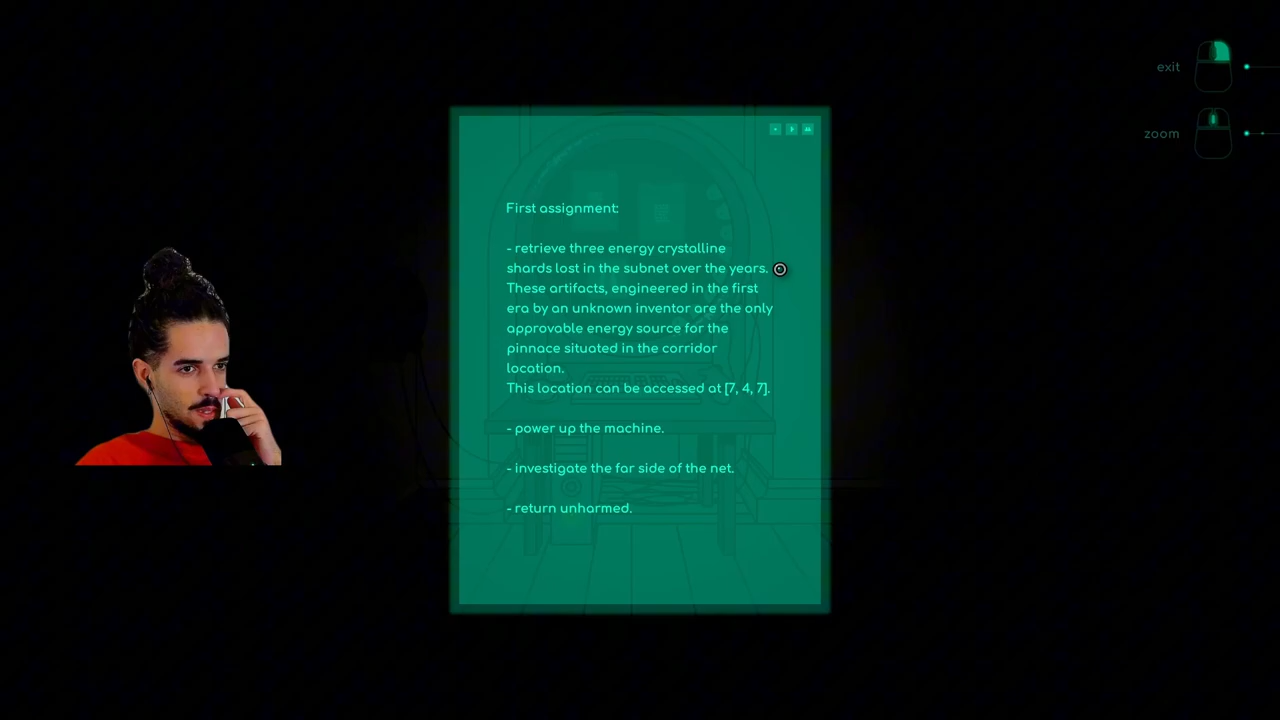 exit
zoom
First assignment:
- retrieve three energy crystalline
shards lost in the subnet over the years.
These artifacts, engineered in the first
era by an unknown inventor are the only
approvable energy source for the
pinnace situated in the corridor
location.
This location can be accessed at [7, 4, 7].
- power up the machine.
- investigate the far side of the net.
- return unharmed.